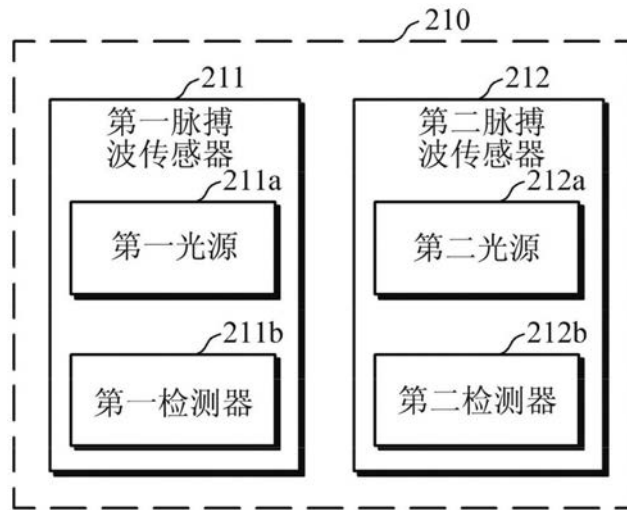 210
211
第一脉搏
波传感器
211a
第一光源
211b
第一检测器
212
第二脉搏
波传感器
212a
第二光源
212b
第二检测器